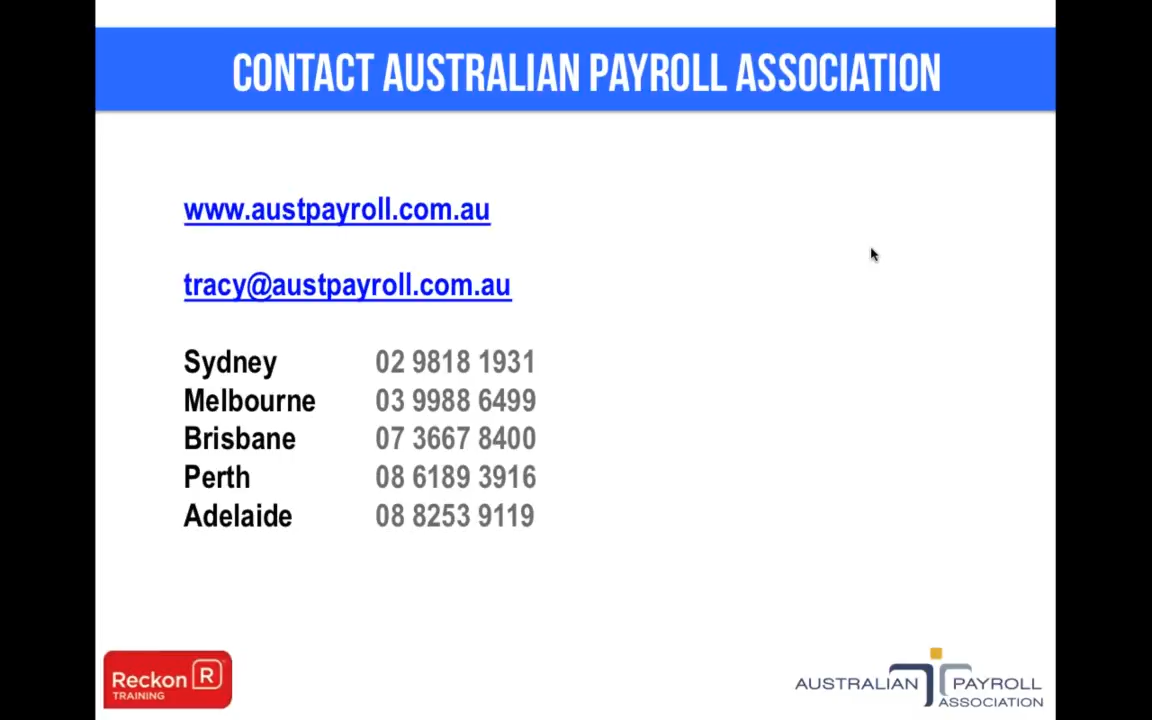 CONTACT AUSTRALIAN PAYROLL ASSOCIATION
www.austpayroll.com.au
tracy@austpayroll.com.au
Sydney 02 9818 1931
Melbourne 03 9988 6499
Brisbane 07 3667 8400
Perth 08 6189 3916
Adelaide 08 8253 9119
Reckon R
TRAINING
AUSTRALIAN PAYROLL
ASSOCIATION